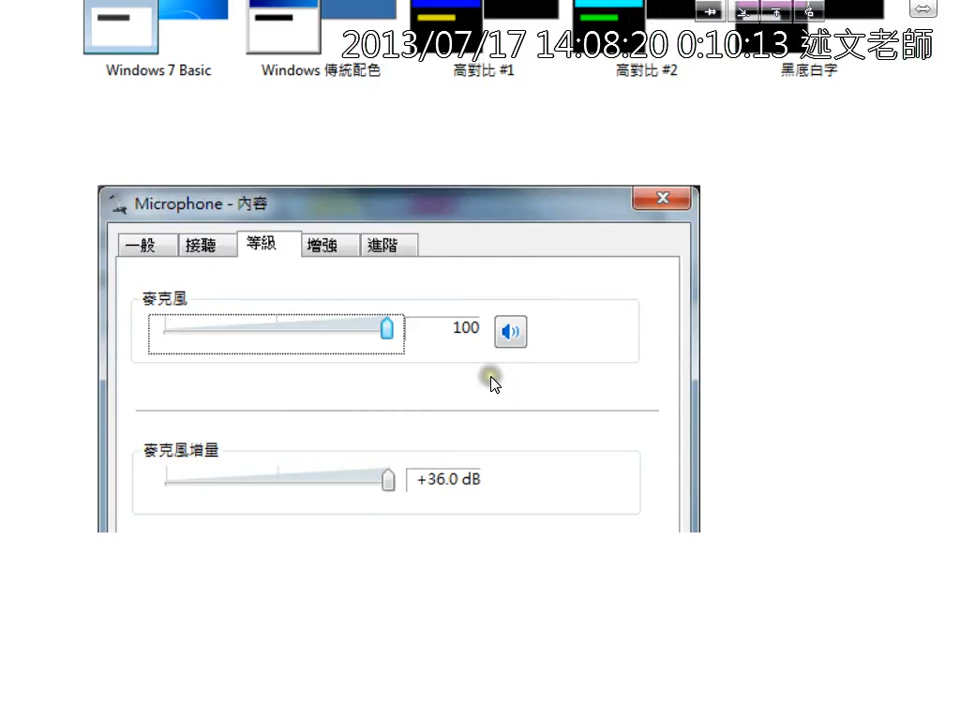 2013/07/17 14:08:20 0:10:13 述文老師
Windows 7 Basic
Windows 傳統配色
高對比 #1
高對比 #2
黑底白字
Microphone - 內容
一般
接聽
等級
增強
進階
麥克風
100
麥克風增量
+36.0 dB